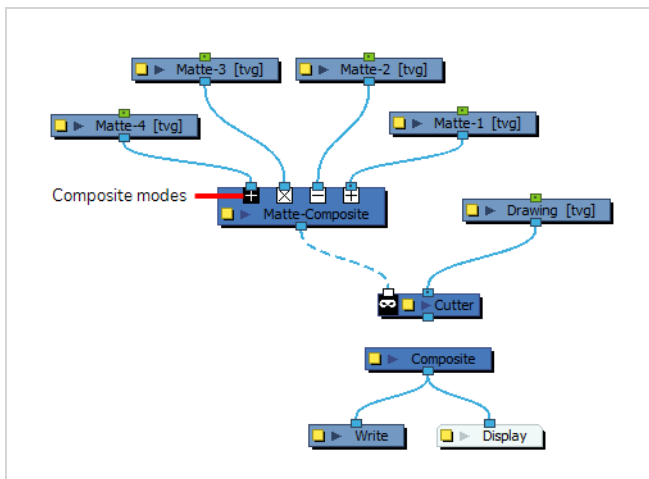 Matte-3 [tvg]
Matte-2 [tvg]
Matte-4 [tvg]
Matte-1 [tvg]
Composite modes
Matte-Composite
Drawing [tvg]
Cutter
Composite
Write
Display